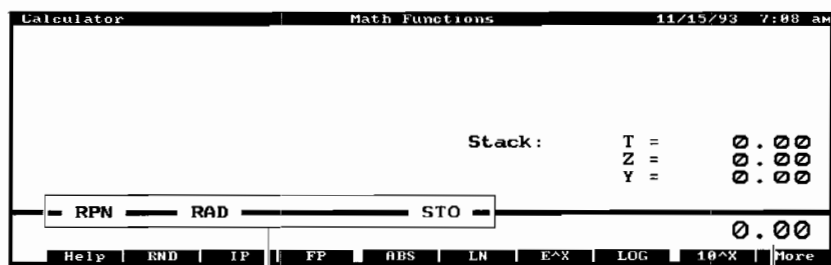 Calculator Math Functions 11/15/93 7:08 am
Stack: T = 0.00
Z = 0.00
Y = 0.00
RPN RAD STO
0.00
Help RND IP FP ABS LN E^X LOG 10^X More